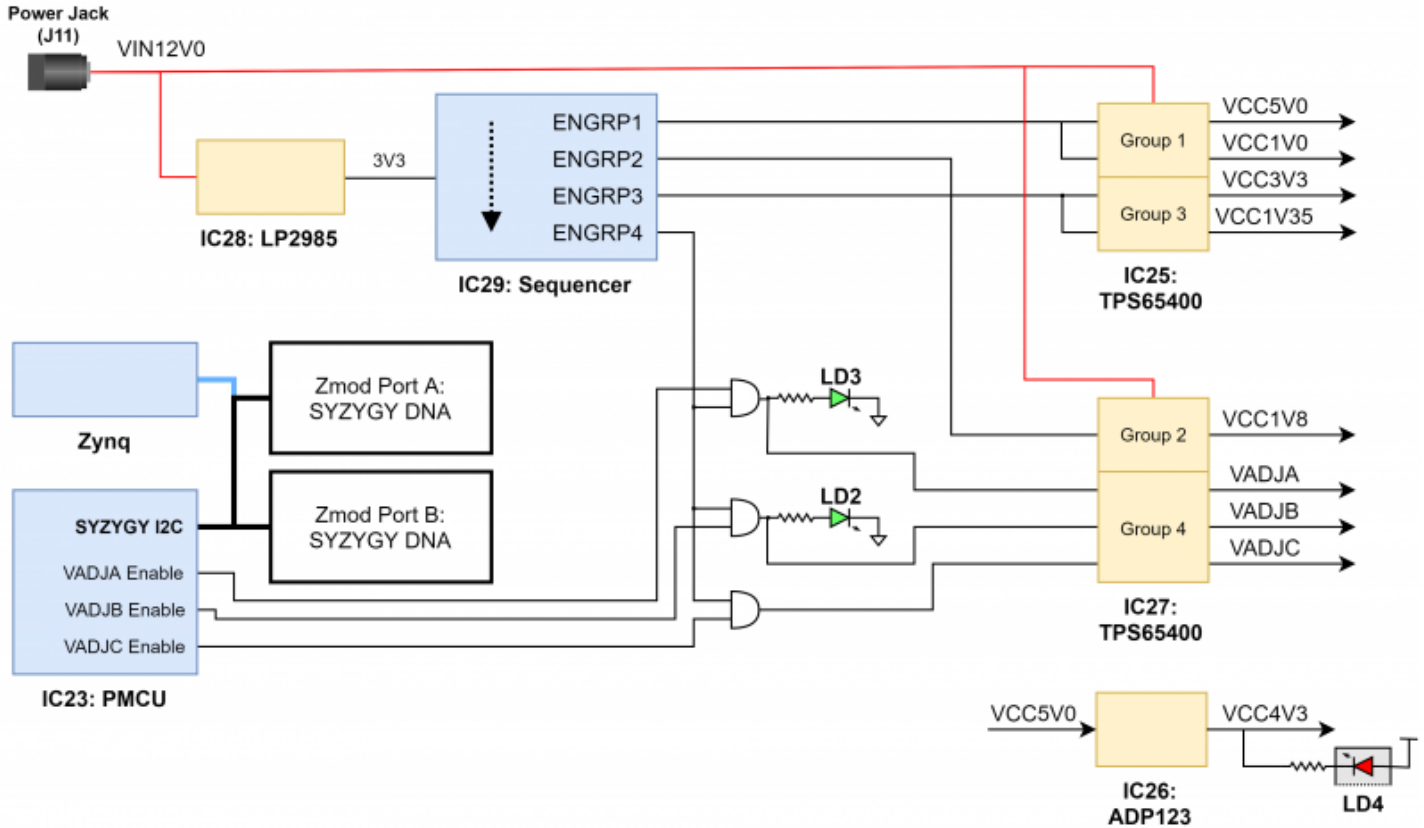 Power Jack
(J11)
VIN12V0
ENGRP1
ENGRP2
ENGRP3
ENGRP4
3V3
IC28: LP2985
IC29: Sequencer
Group 1
Group 3
VCC5V0
VCC1V0
VCC3V3
VCC1V35
IC25:
TPS65400
Zynq
Zmod Port A:
SYZYGY DNA
Zmod Port B:
SYZYGY DNA
SYZYGY I2C
VADJA Enable
VADJB Enable
VADJC Enable
IC23: PMCU
LD3
LD2
Group 2
Group 4
VCC1V8
VADJA
VADJB
VADJC
IC27:
TPS65400
VCC5V0
VCC4V3
IC26:
ADP123
LD4